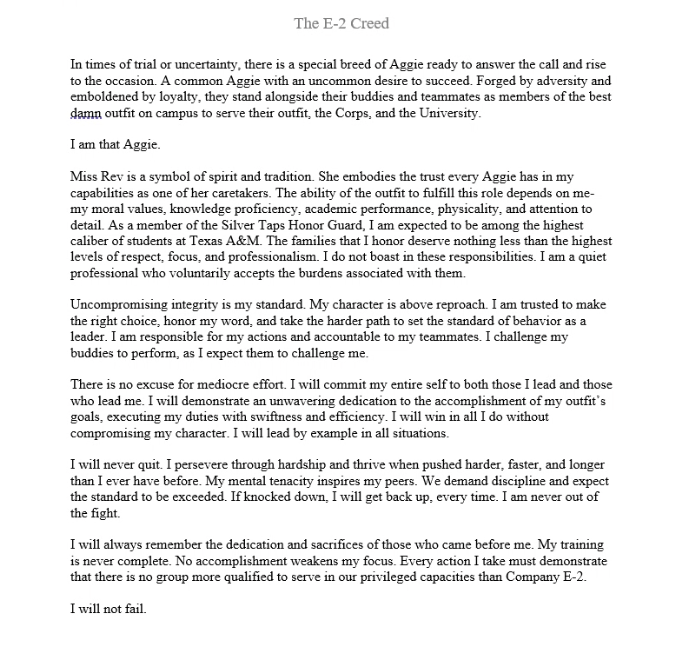 The E-2 Creed
In times of trial or uncertainty, there is a special breed of Aggie ready to answer the call and rise
to the occasion. A common Aggie with an uncommon desire to succeed. Forged by adversity and
emboldened by loyalty, they stand alongside their buddies and teammates as members of the best
damn outfit on campus to serve their outfit, the Corps, and the University.
I am that Aggie.
Miss Rev is a symbol of spirit and tradition. She embodies the trust every Aggie has in my
capabilities as one of her caretakers. The ability of the outfit to fulfill this role depends on me-
my moral values, knowledge proficiency, academic performance, physicality, and attention to
detail. As a member of the Silver Taps Honor Guard, I am expected to be among the highest
caliber of students at Texas A&M. The families that I honor deserve nothing less than the highest
levels of respect, focus, and professionalism. I do not boast in these responsibilities. I am a quiet
professional who voluntarily accepts the burdens associated with them.
Uncompromising integrity is my standard. My character is above reproach. I am trusted to make
the right choice, honor my word, and take the harder path to set the standard of behavior as a
leader. I am responsible for my actions and accountable to my teammates. I challenge my
buddies to perform, as I expect them to challenge me.
There is no excuse for mediocre effort. I will commit my entire self to both those I lead and those
who lead me. I will demonstrate an unwavering dedication to the accomplishment of my outfit's
goals, executing my duties with swiftness and efficiency. I will win in all I do without
compromising my character. I will lead by example in all situations.
I will never quit. I persevere through hardship and thrive when pushed harder, faster, and longer
than I ever have before. My mental tenacity inspires my peers. We demand discipline and expect
the standard to be exceeded. If knocked down, I will get back up, every time. I am never out of
the fight.
I will always remember the dedication and sacrifices of those who came before me. My training
is never complete. No accomplishment weakens my focus. Every action I take must demonstrate
that there is no group more qualified to serve in our privileged capacities than Company E-2.
I will not fail.